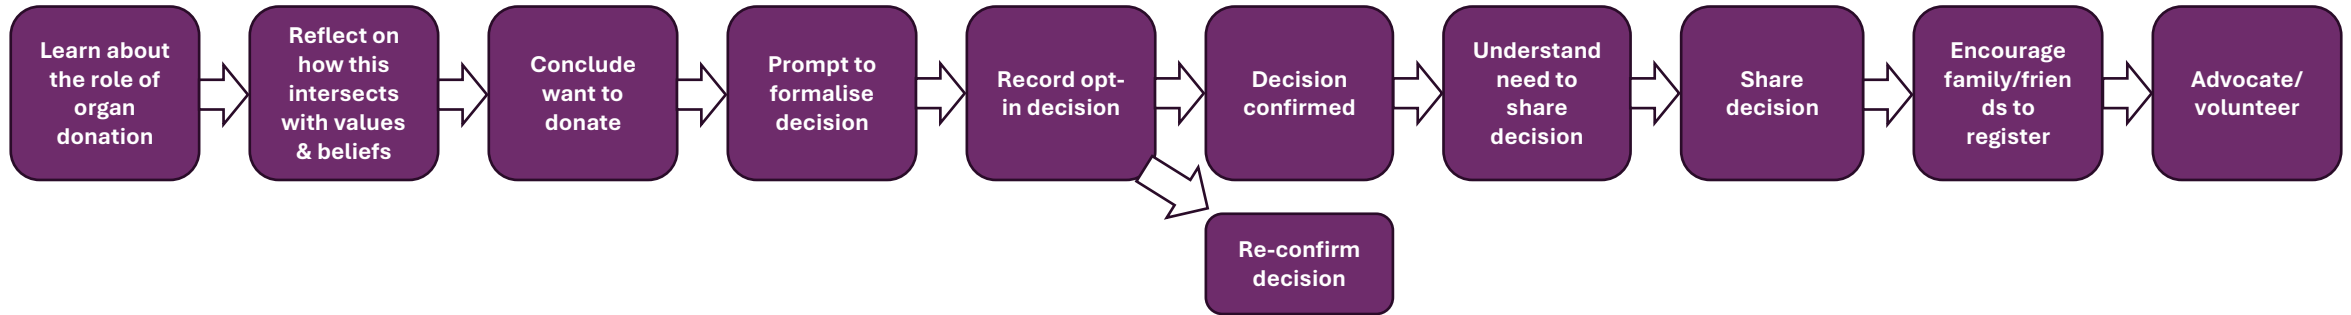 Learn about
the role of
organ
donation
Reflect on
how this
intersects
with values
& beliefs
Conclude
want to
donate
Prompt to
formalise
decision
Record opt-
in decision
Decision
confirmed
Understand
need to
share
decision
Share
decision
Encourage
family/frien
ds to
register
Advocate/
volunteer
Re-confirm
decision